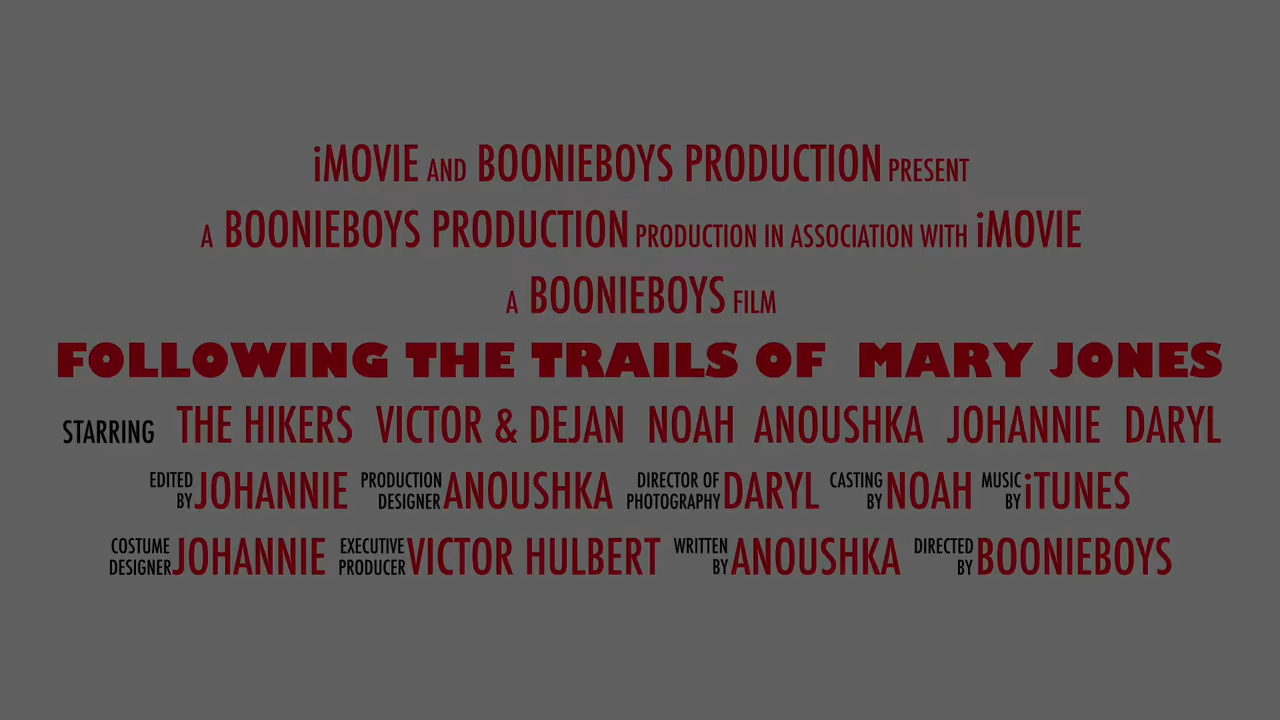 iMOVIE AND BOONIEBOYS PRODUCTION PRESENT
A BOONIEBOYS PRODUCTION PRODUCTION IN ASSOCIATION WITH iMOVIE
A BOONIEBOYS FILM
FOLLOWING THE TRAILS OF MARY JONES
STARRING THE HIKERS VICTOR & DEJAN NOAH ANOUSHKA JOHANNIE DARYL
EDITED BY JOHANNIE PRODUCTION DESIGNER ANOUSHKA DIRECTOR OF PHOTOGRAPHY DARYL CASTING BY NOAH MUSIC BY iTUNES
COSTUME DESIGNER JOHANNIE EXECUTIVE PRODUCER VICTOR HULBERT WRITTEN BY ANOUSHKA DIRECTED BY BOONIEBOYS